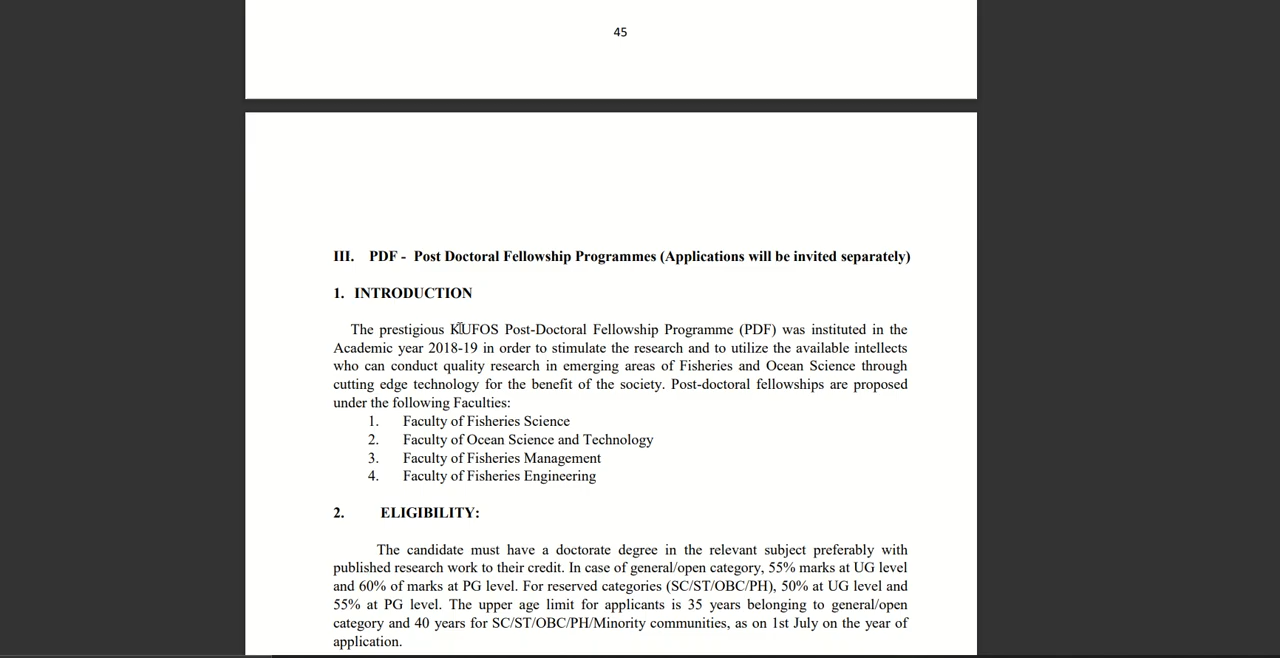 45
III. PDF - Post Doctoral Fellowship Programmes (Applications will be invited separately)
1. INTRODUCTION
The prestigious KUFOS Post-Doctoral Fellowship Programme (PDF) was instituted in the
Academic year 2018-19 in order to stimulate the research and to utilize the available intellects
who can conduct quality research in emerging areas of Fisheries and Ocean Science through
cutting edge technology for the benefit of the society. Post-doctoral fellowships are proposed
under the following Faculties:
1. Faculty of Fisheries Science
2. Faculty of Ocean Science and Technology
3. Faculty of Fisheries Management
4. Faculty of Fisheries Engineering
2. ELIGIBILITY:
The candidate must have a doctorate degree in the relevant subject preferably with
published research work to their credit. In case of general/open category, 55% marks at UG level
and 60% of marks at PG level. For reserved categories (SC/ST/OBC/PH), 50% at UG level and
55% at PG level. The upper age limit for applicants is 35 years belonging to general/open
category and 40 years for SC/ST/OBC/PH/Minority communities, as on 1st July on the year of
application.